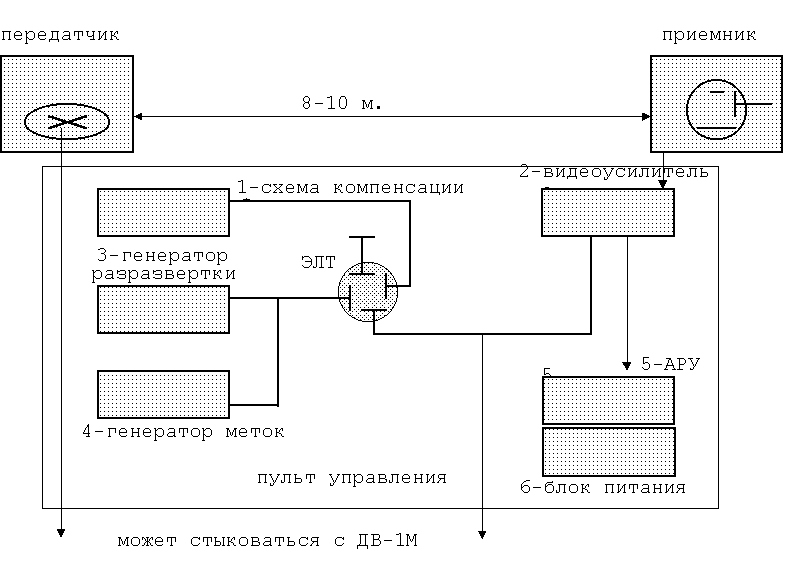 передатчик
приемник
8-10 м.
2-видеоусилитель
1-схема компенсации
3-генератор
разразвертки
ЭЛТ
5-АРУ
5
4-генератор меток
пульт управления
6-блок питания
может стыковаться с ДВ-1М